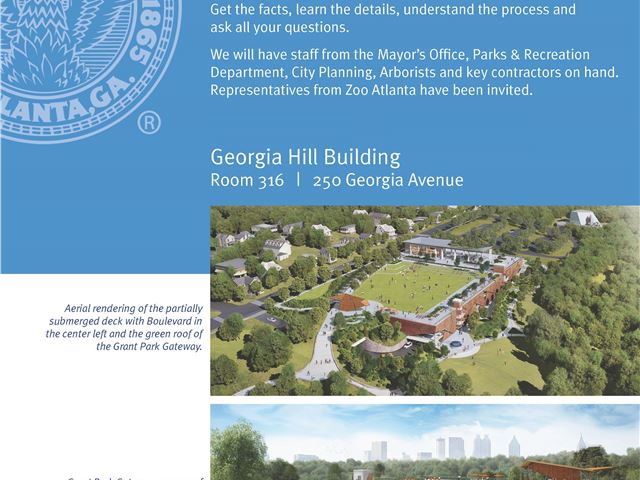 Get the facts, learn the details, understand the process and
ask all your questions.
We will have staff from the Mayor's Office, Parks & Recreation
Department, City Planning, Arborists and key contractors on hand.
Representatives from Zoo Atlanta have been invited.
1865
ATLANTA, GA.
®
Georgia Hill Building
Room 316 | 250 Georgia Avenue
Aerial rendering of the partially
submerged deck with Boulevard in
the center left and the green roof of
the Grant Park Gateway.